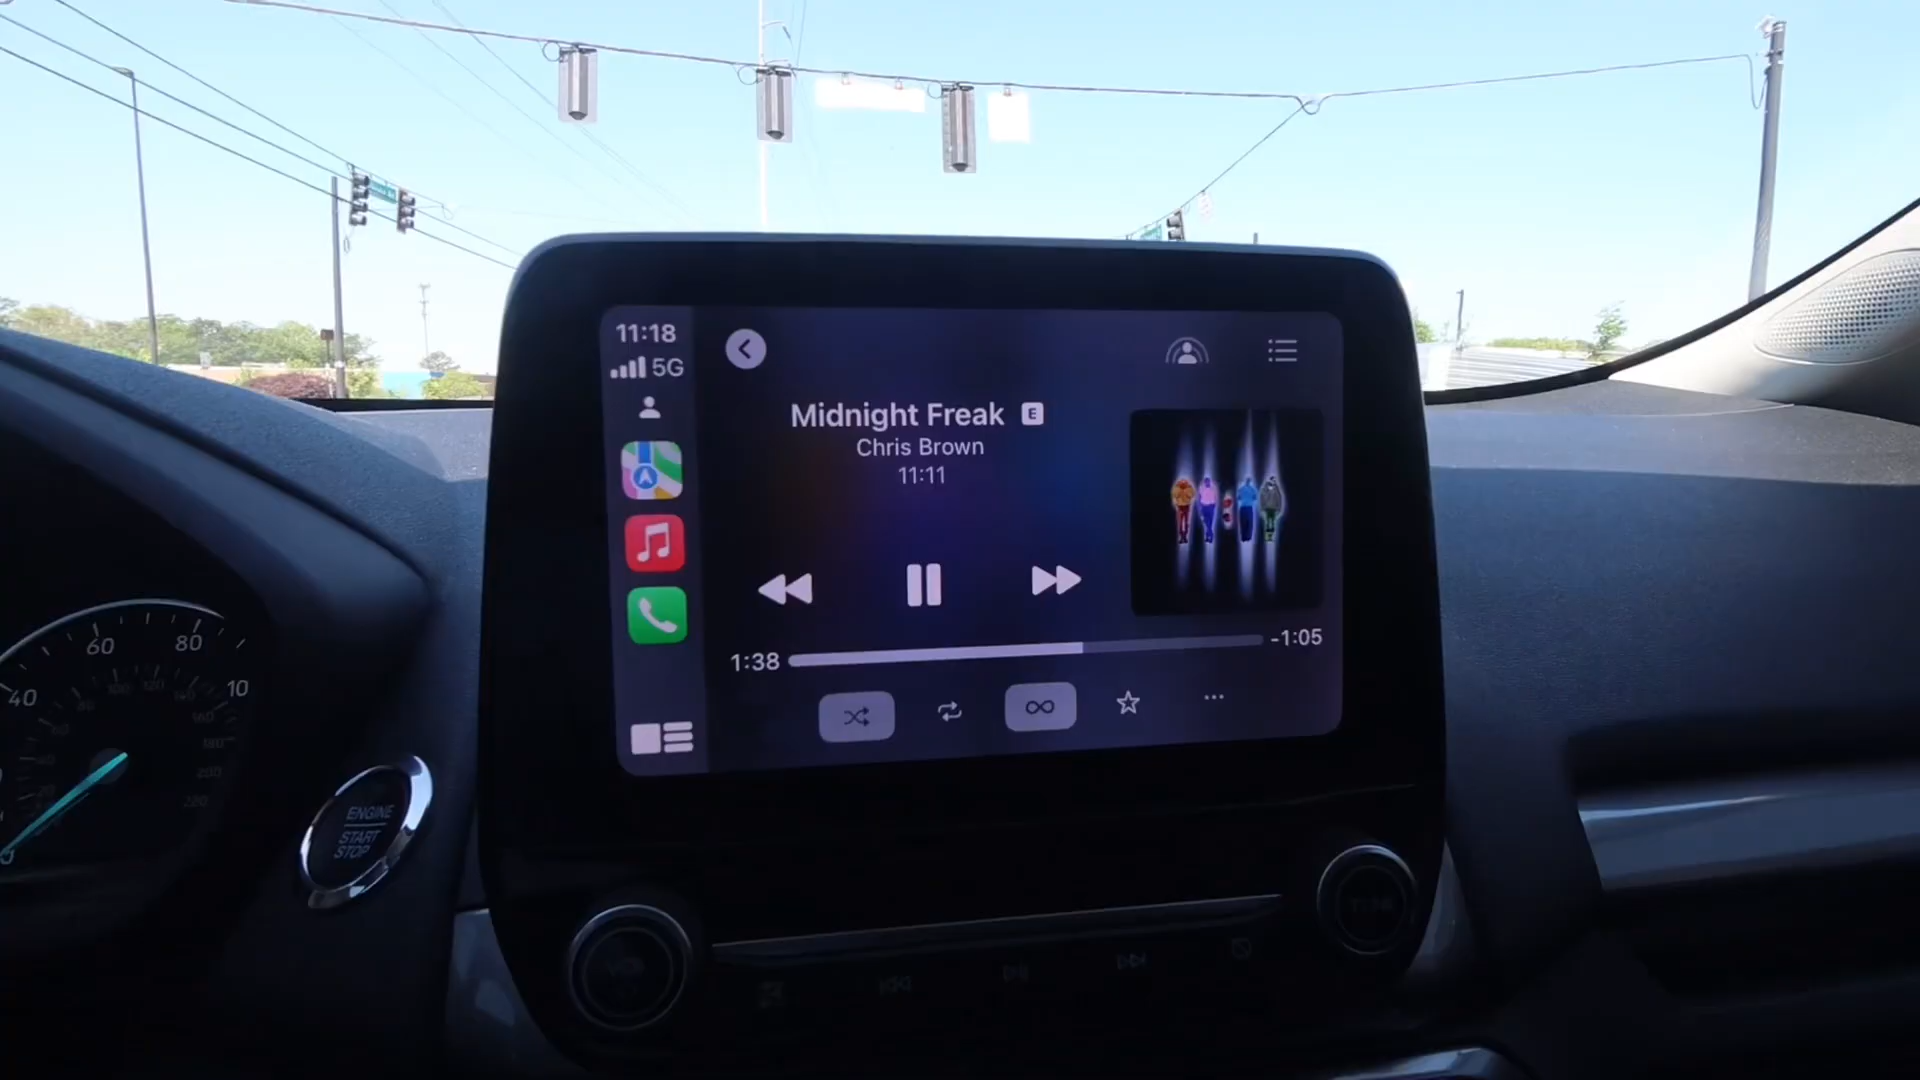 11:18
5G
Midnight Freak E
Chris Brown
11:11
1:38
-1:05
40
60
80
10
ENGINE
START
STOP